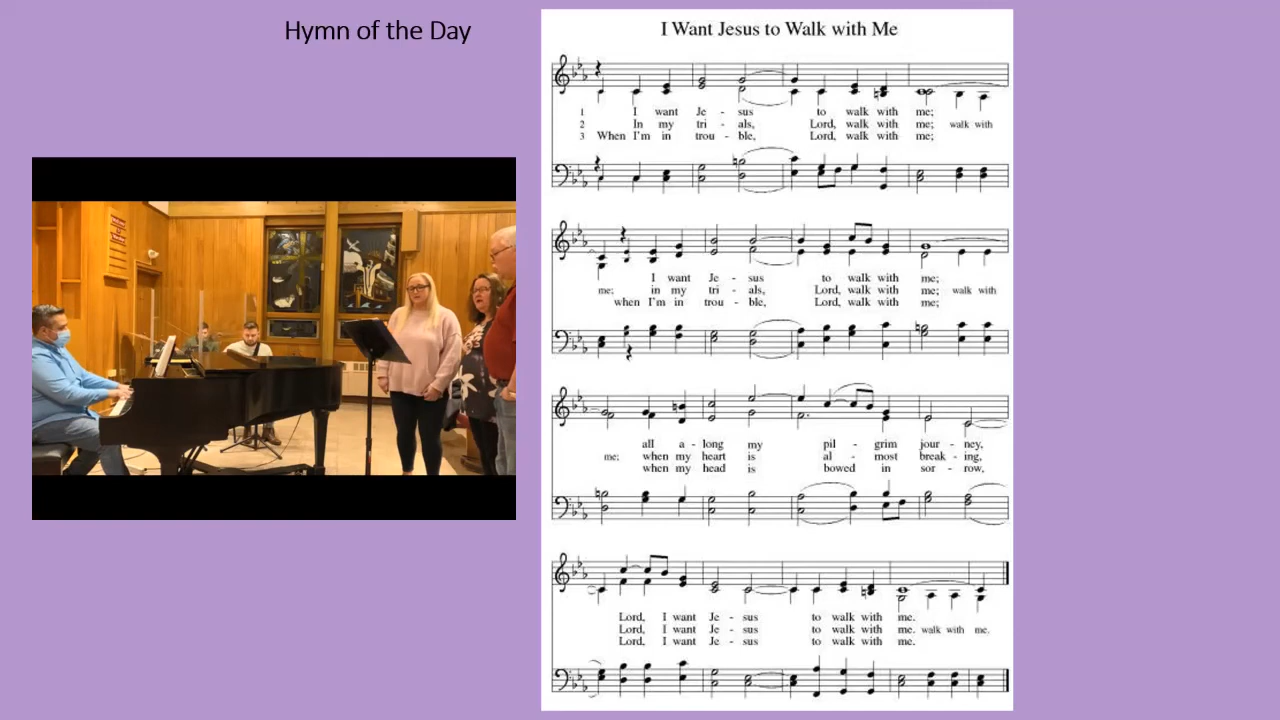 Hymn of the Day
I Want Jesus to Walk with Me
1 I want Je - sus to walk with me;
2 In my tri - als, Lord, walk with me; walk with
3 When I'm in trou - ble, Lord, walk with me;
I want Je - sus to walk with me;
me; in my tri - als, Lord, walk with me; walk with
when I'm in trou - ble, Lord, walk with me;
all a - long my pil - grim jour - ney,
me; when my heart is al - most break - ing,
when my head is bowed in sor - row,
Lord, I want Je - sus to walk with me.
Lord, I want Je - sus to walk with me. walk with me.
Lord, I want Je - sus to walk with me.